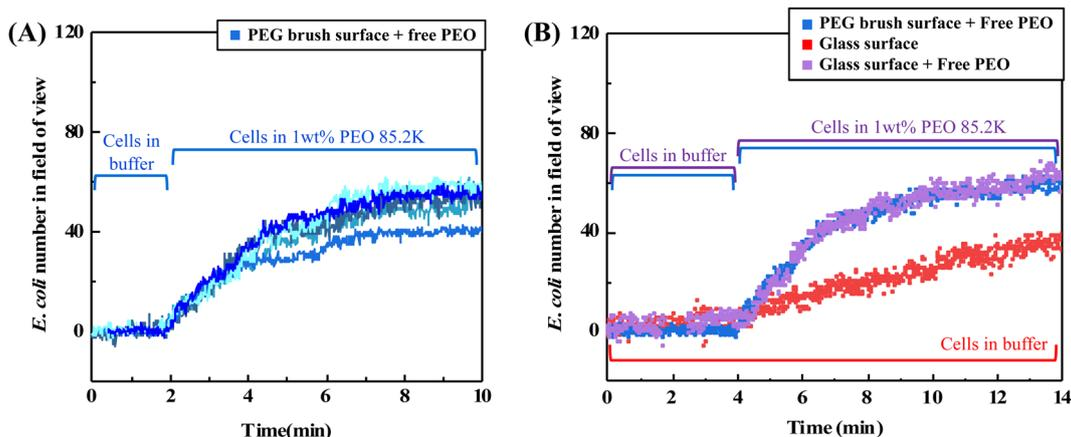 (A)
120
80
40
0
E. coli number in field of view
PEG brush surface + free PEO
Cells in
buffer
Cells in 1wt% PEO 85.2K
0 2 4 6 8 10
Time(min)
(B)
120
80
40
0
E. coli number in field of view
PEG brush surface + Free PEO
Glass surface
Glass surface + Free PEO
Cells in 1wt% PEO 85.2K
Cells in buffer
Cells in buffer
0 2 4 6 8 10 12 14
Time (min)